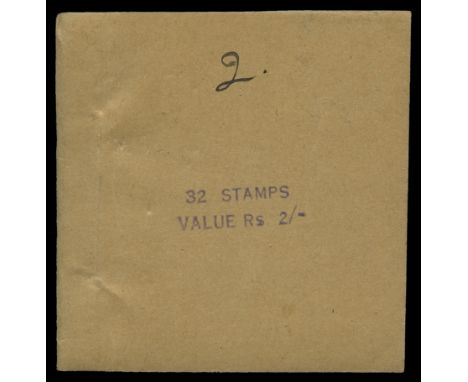 2.
32 STAMPS
VALUE Rs 2/-